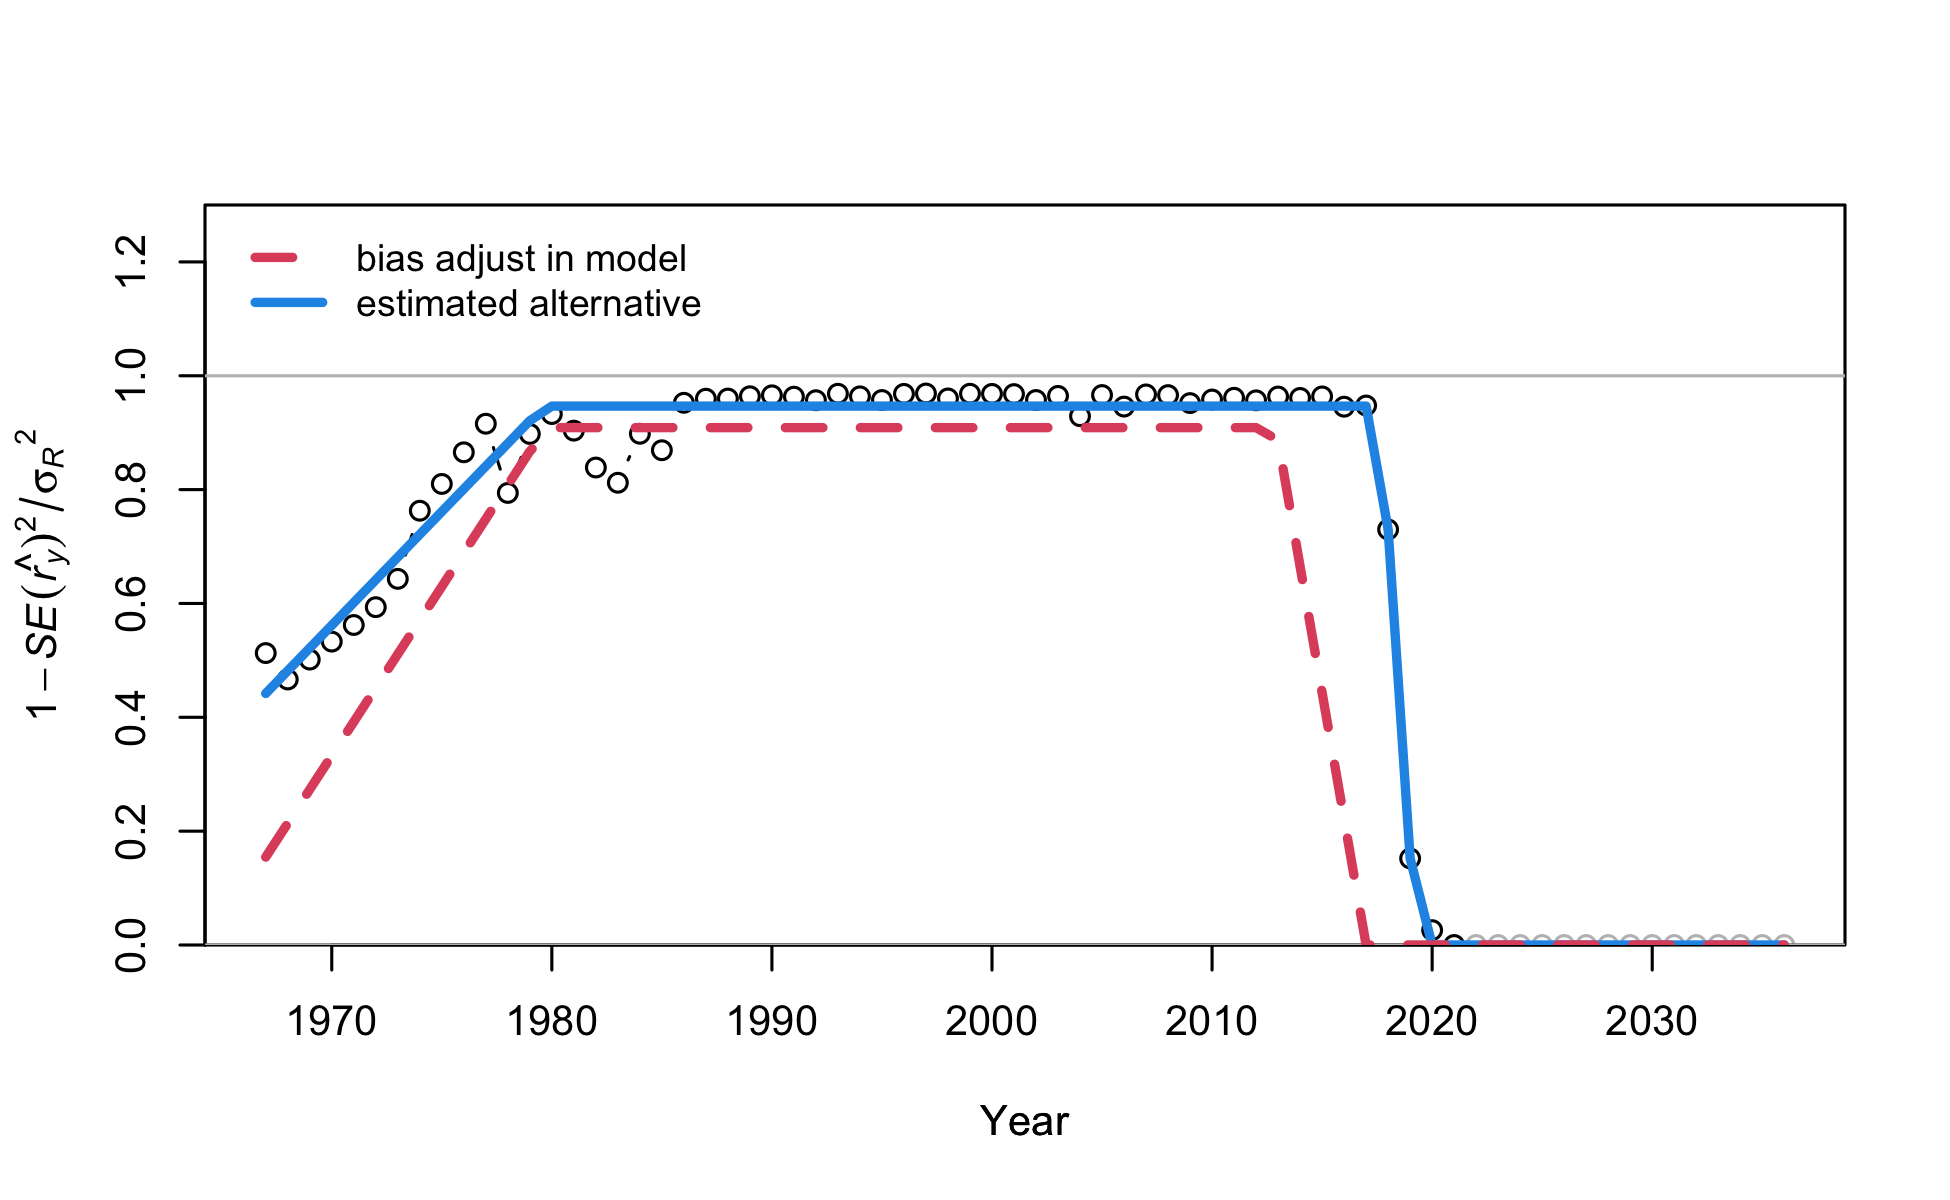 bias adjust in model
estimated alternative
1 − SE(r̂y)² / σR²
1.2
1.0
0.8
0.6
0.4
0.2
0.0
1970 1980 1990 2000 2010 2020 2030
Year